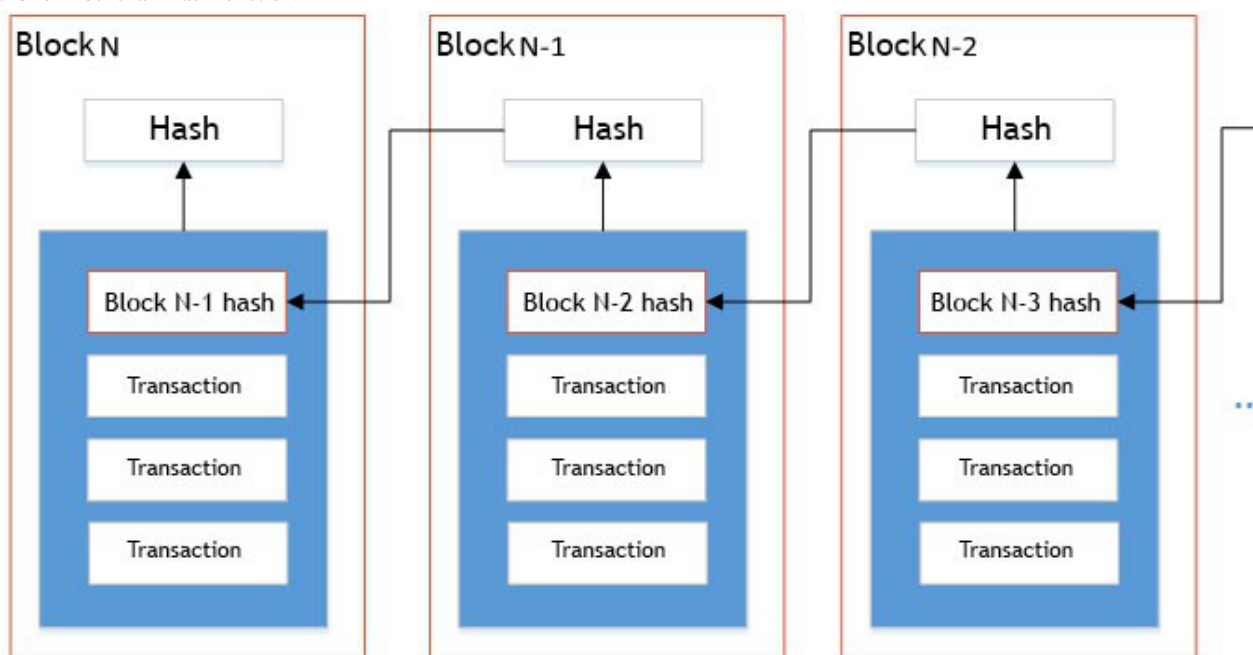 Block N
Hash
Block N-1 hash
Transaction
Transaction
Transaction
Block N-1
Hash
Block N-2 hash
Transaction
Transaction
Transaction
Block N-2
Hash
Block N-3 hash
Transaction
Transaction
Transaction
..